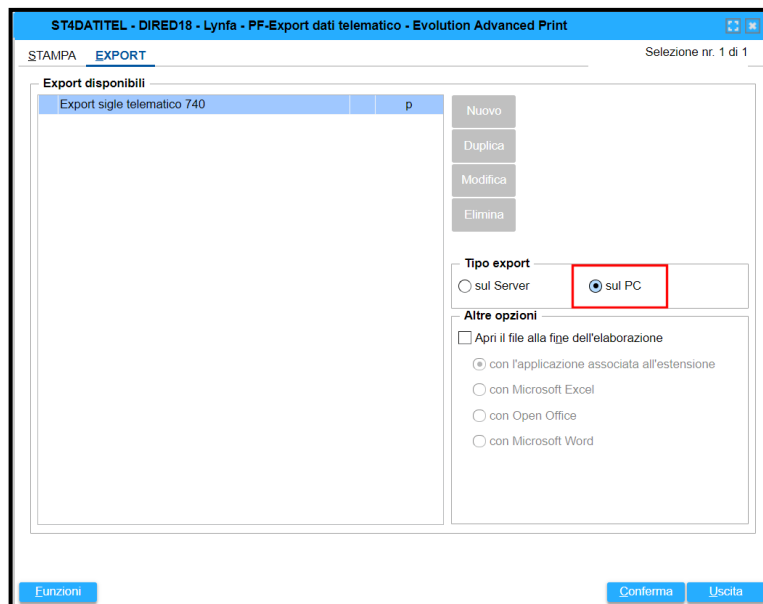 ST4DATITEL - DIRED18 - Lynfa - PF-Export dati telematico - Evolution Advanced Print
STAMPA EXPORT Selezione nr. 1 di 1
Export disponibili
Export sigle telematico 740 p
Nuovo
Duplica
Modifica
Elimina
Tipo export
sul Server sul PC
Altre opzioni
Apri il file alla fine dell'elaborazione
con l'applicazione associata all'estensione
con Microsoft Excel
con Open Office
con Microsoft Word
Funzioni Conferma Uscita